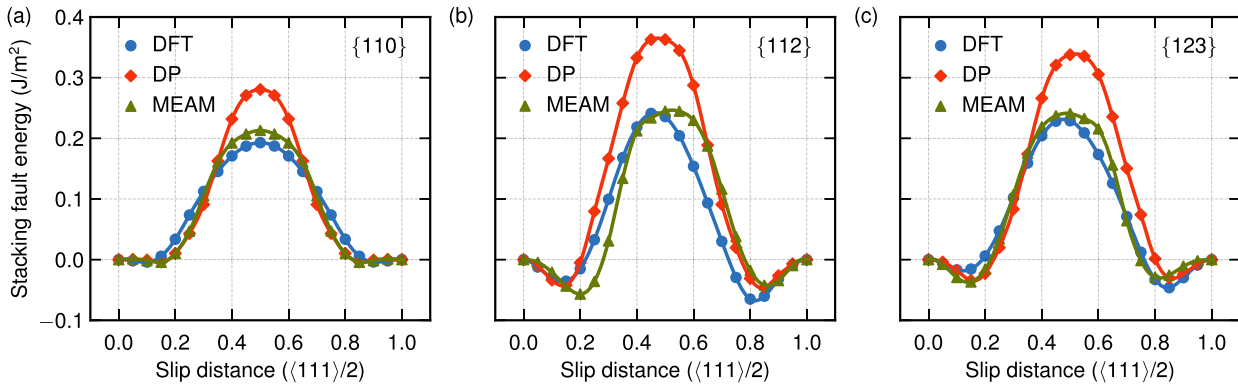 (a)
Stacking fault energy (J/m²)
0.4
0.3
0.2
0.1
0.0
−0.1
DFT
DP
MEAM
{110}
0.0 0.2 0.4 0.6 0.8 1.0
Slip distance (⟨111⟩/2)
(b)
DFT
DP
MEAM
{112}
0.0 0.2 0.4 0.6 0.8 1.0
Slip distance (⟨111⟩/2)
(c)
DFT
DP
MEAM
{123}
0.0 0.2 0.4 0.6 0.8 1.0
Slip distance (⟨111⟩/2)